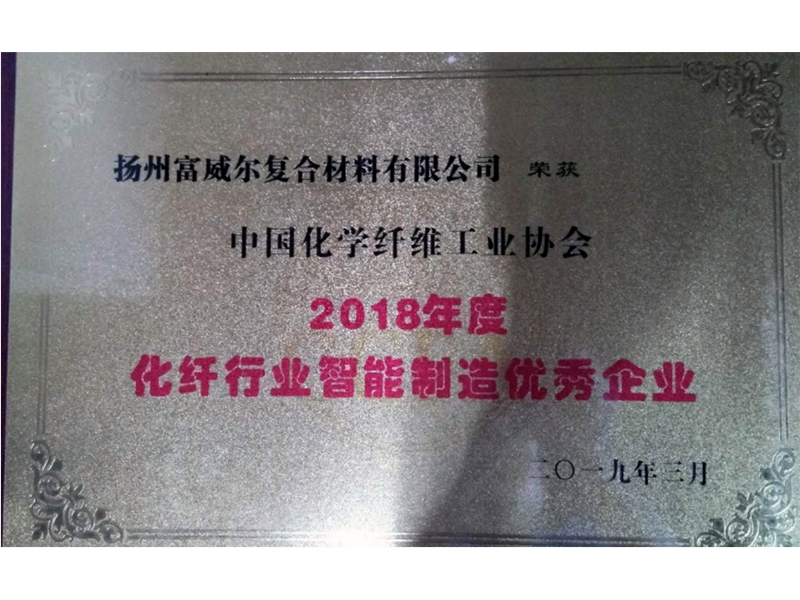 扬州富威尔复合材料有限公司 荣获
中国化学纤维工业协会
2018年度
化纤行业智能制造优秀企业
二〇一九年三月